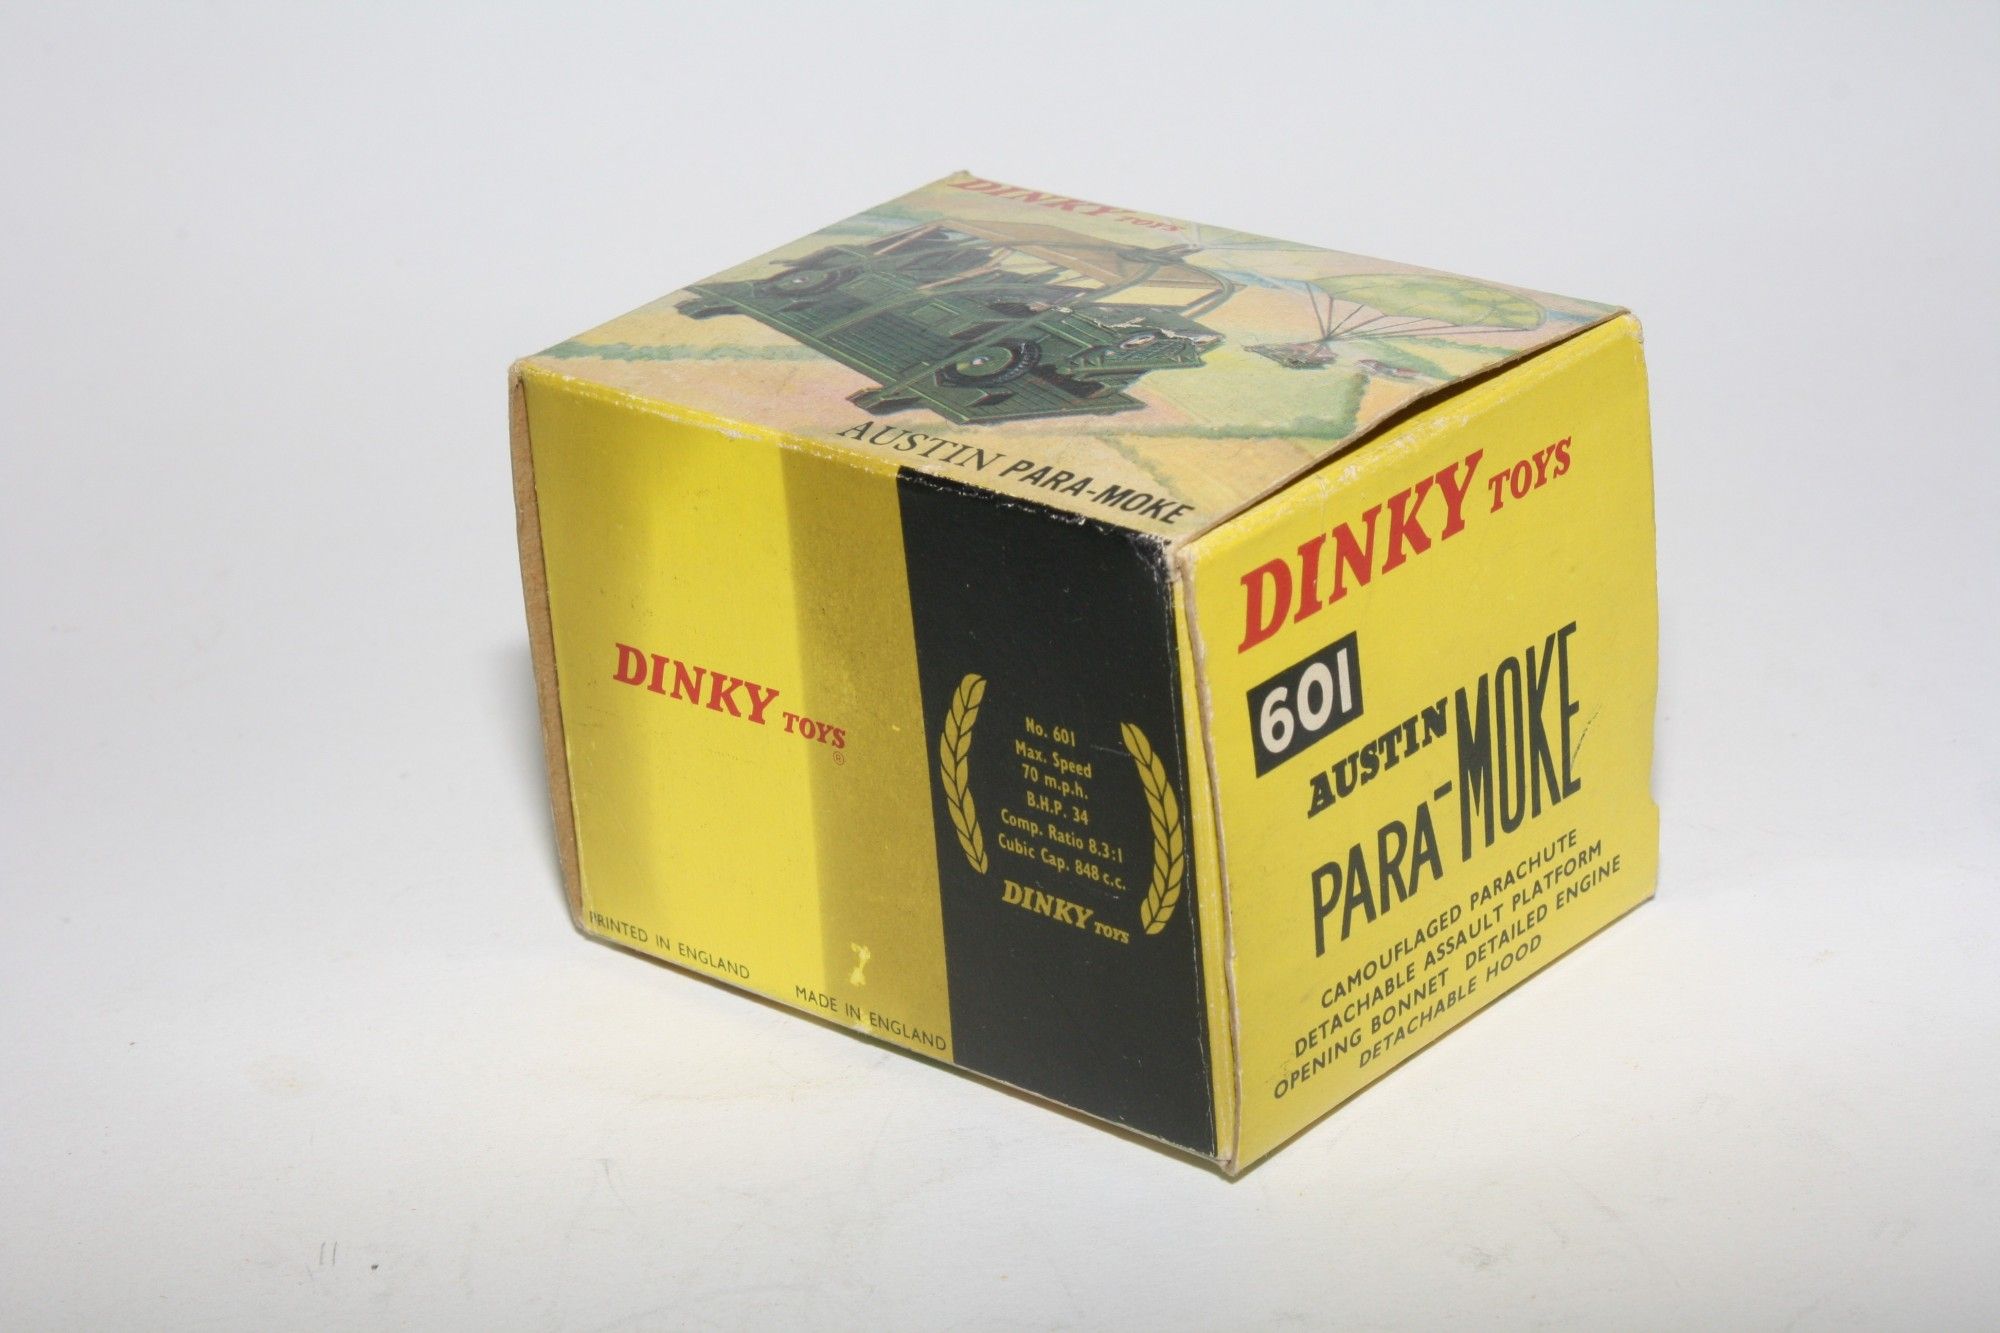 DINKY TOYS
AUSTIN PARA-MOKE
DINKY TOYS
®
PRINTED IN ENGLAND
MADE IN ENGLAND
No. 601
Max. Speed
70 m.p.h.
B.H.P. 34
Comp. Ratio 8.3:1
Cubic Cap. 848 c.c.
DINKY TOYS
DINKY TOYS
601
AUSTIN
PARA-MOKE
CAMOUFLAGED PARACHUTE
DETACHABLE ASSAULT PLATFORM
OPENING BONNET DETAILED ENGINE
DETACHABLE HOOD